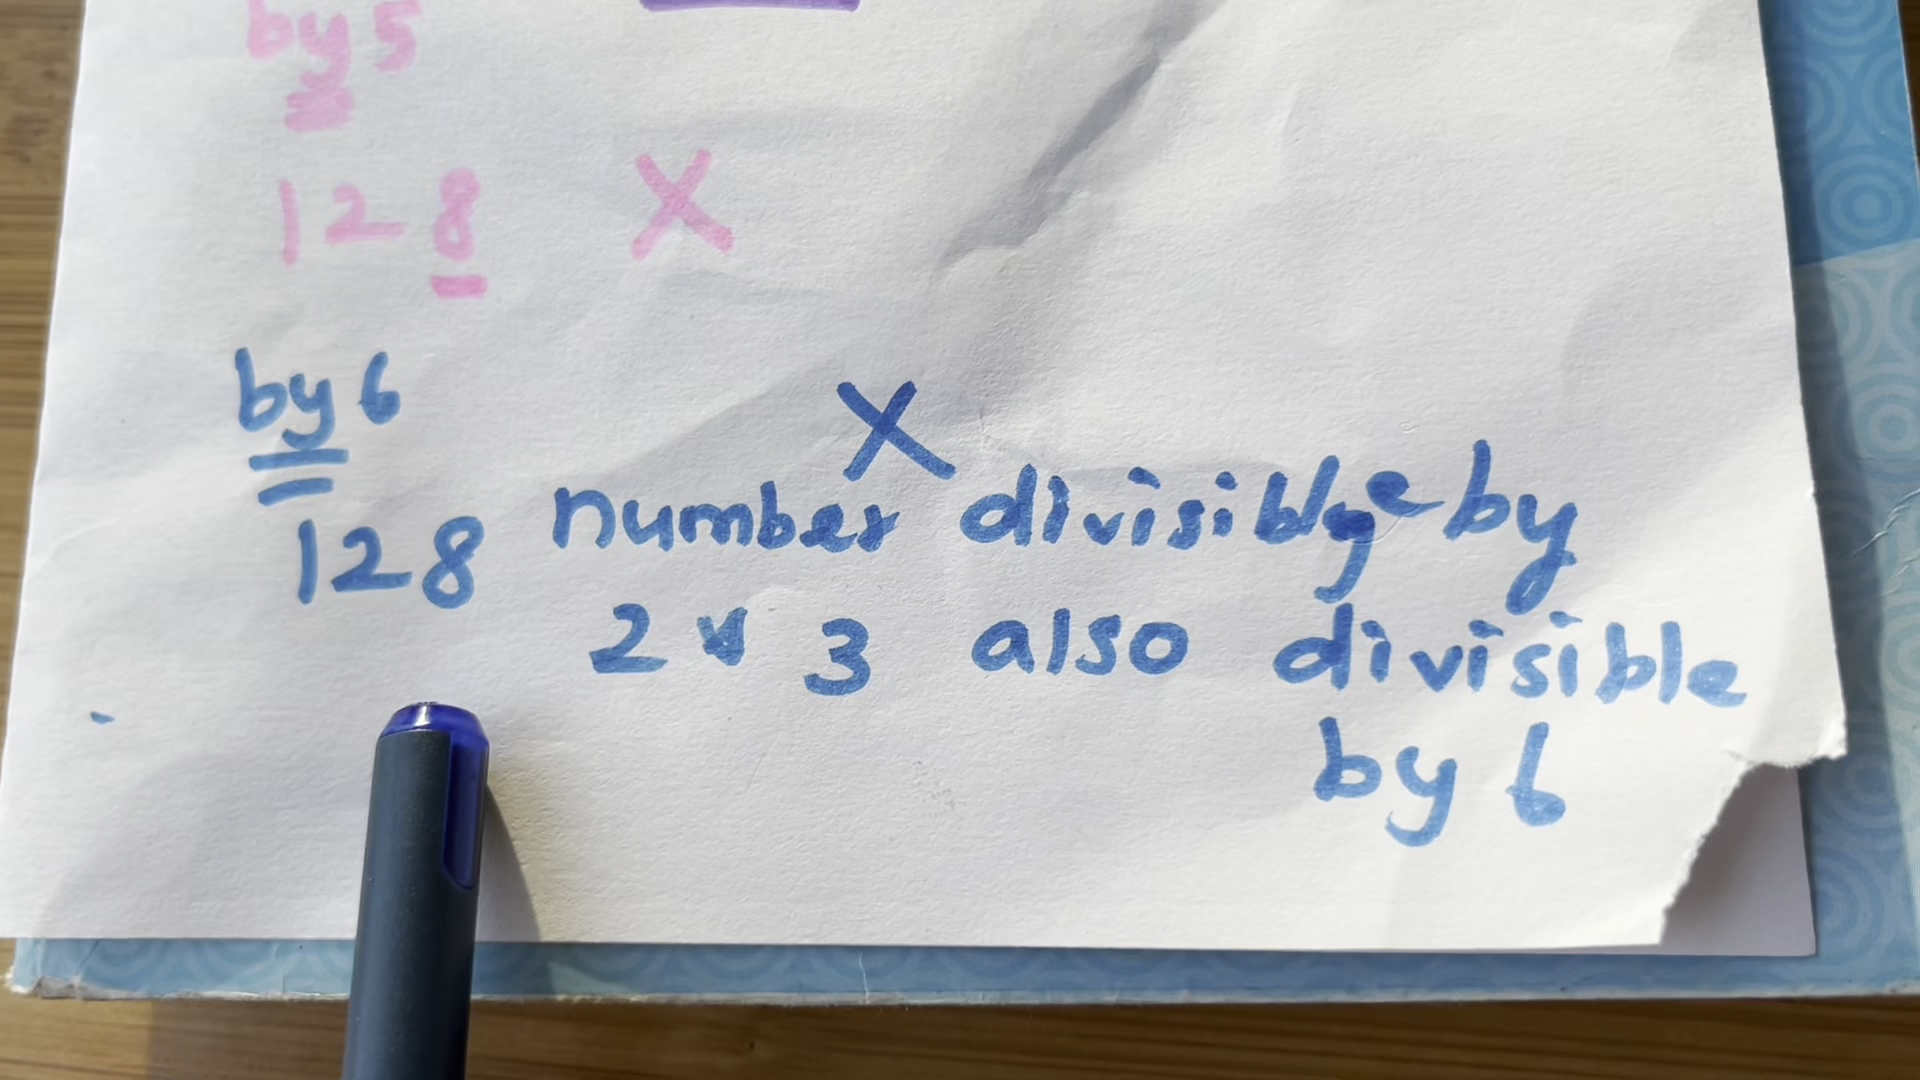 by 5
128 X
by 6
X
128 number divisible by
2 & 3 also divisible
by 6